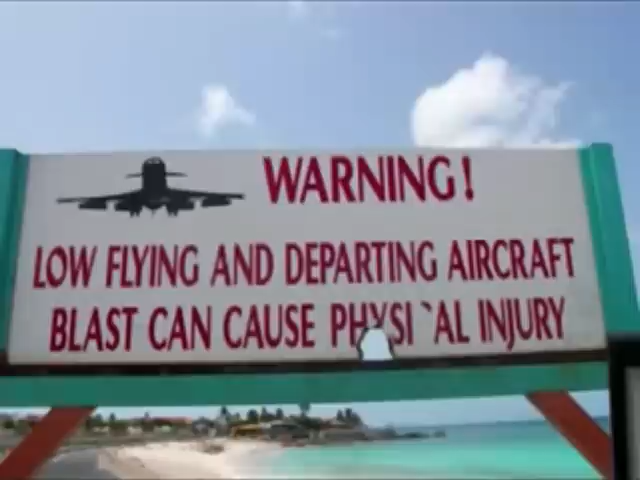 WARNING!
LOW FLYING AND DEPARTING AIRCRAFT
BLAST CAN CAUSE PHYSI`AL INJURY